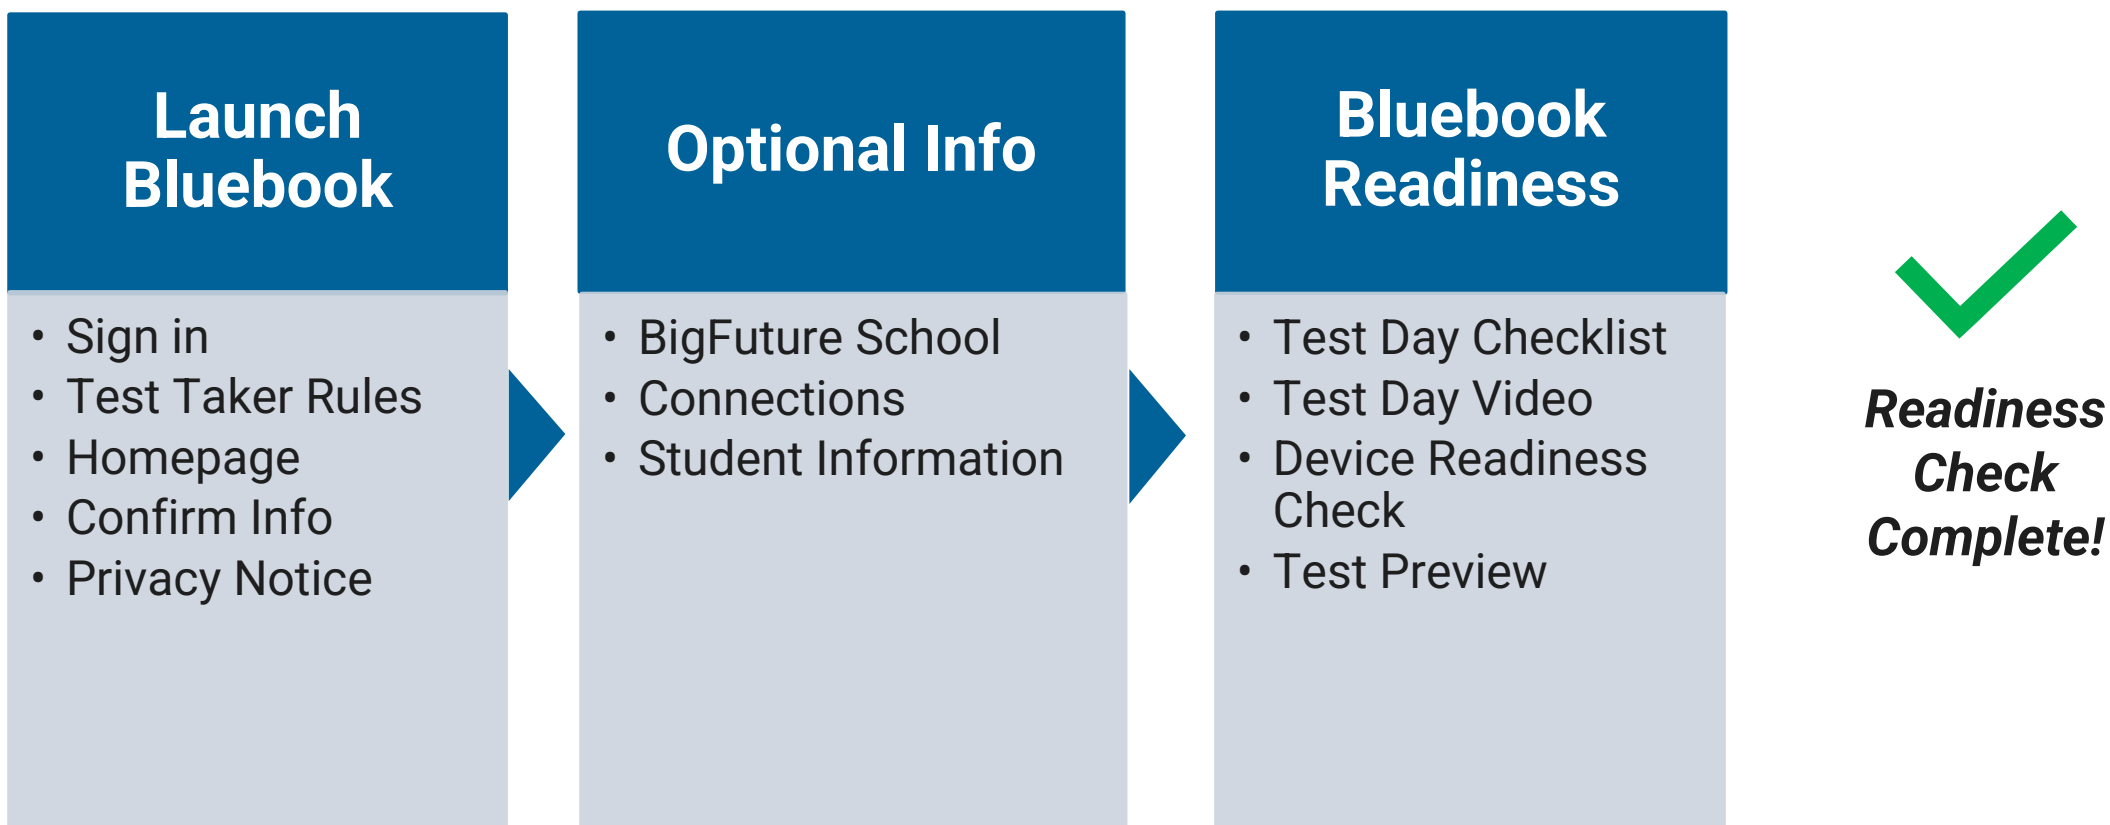 Launch
Bluebook
• Sign in
• Test Taker Rules
• Homepage
• Confirm Info
• Privacy Notice
Optional Info
• BigFuture School
• Connections
• Student Information
Bluebook
Readiness
• Test Day Checklist
• Test Day Video
• Device Readiness
Check
• Test Preview
Readiness
Check
Complete!